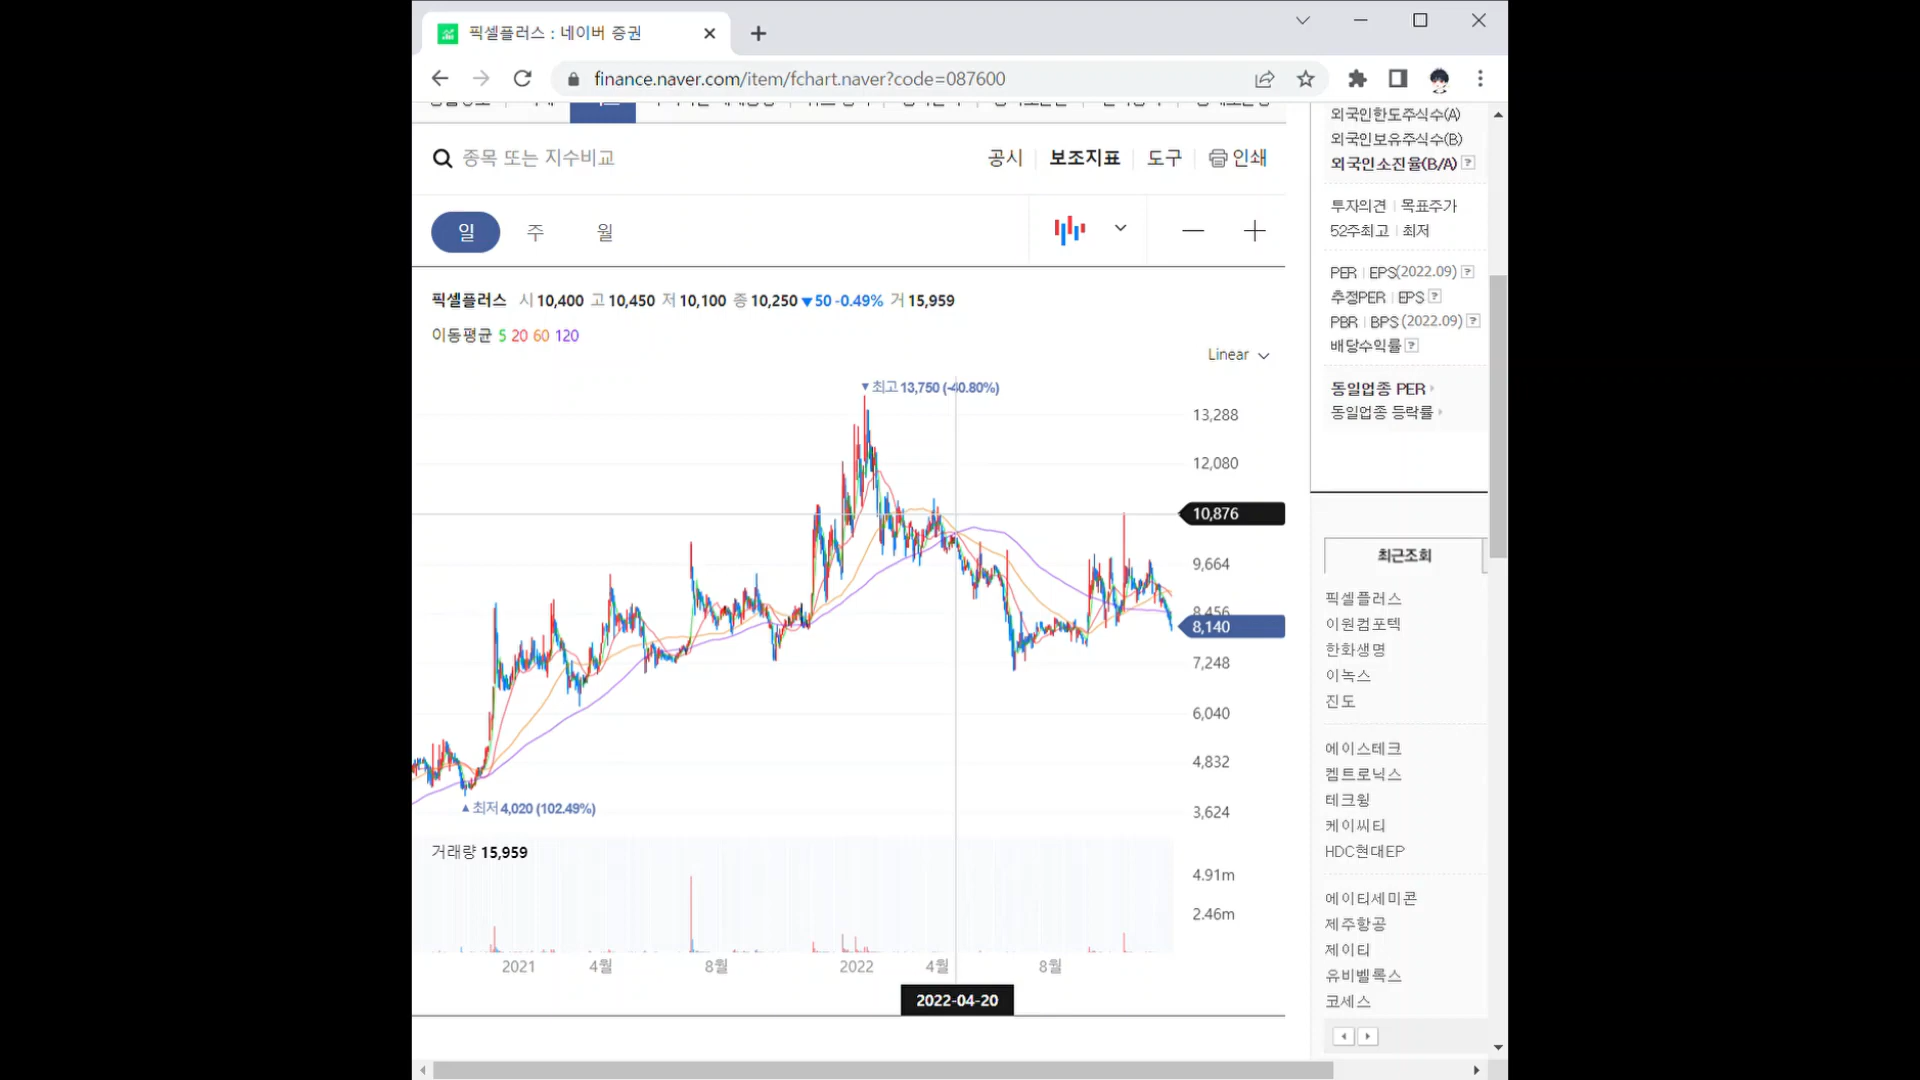 픽셀플러스 : 네이버 증권
finance.naver.com/item/fchart.naver?code=087600
종목 또는 지수비교
공시 보조지표 도구 인쇄
일 주 월
픽셀플러스 시 10,400 고 10,450 저 10,100 종 10,250 ▼50 -0.49% 거 15,959
이동평균 5 20 60 120
Linear
▼최고 13,750 (-40.80%)
13,288
12,080
10,876
9,664
8,456
8,140
7,248
6,040
4,832
3,624
▲최저 4,020 (102.49%)
거래량 15,959
4.91m
2.46m
2021 4월 8월 2022 4월 8월
2022-04-20
외국인한도주식수(A)
외국인보유주식수(B)
외국인소진율(B/A) ?
투자의견 | 목표주가
52주최고 | 최저
PER | EPS(2022.09) ?
추정PER | EPS ?
PBR | BPS (2022.09) ?
배당수익률 ?
동일업종 PER
동일업종 등락률
최근조회
픽셀플러스
이원컴포텍
한화생명
이녹스
진도
에이스테크
켐트로닉스
테크윙
케이씨티
HDC현대EP
에이티세미콘
제주항공
제이티
유비벨록스
코세스